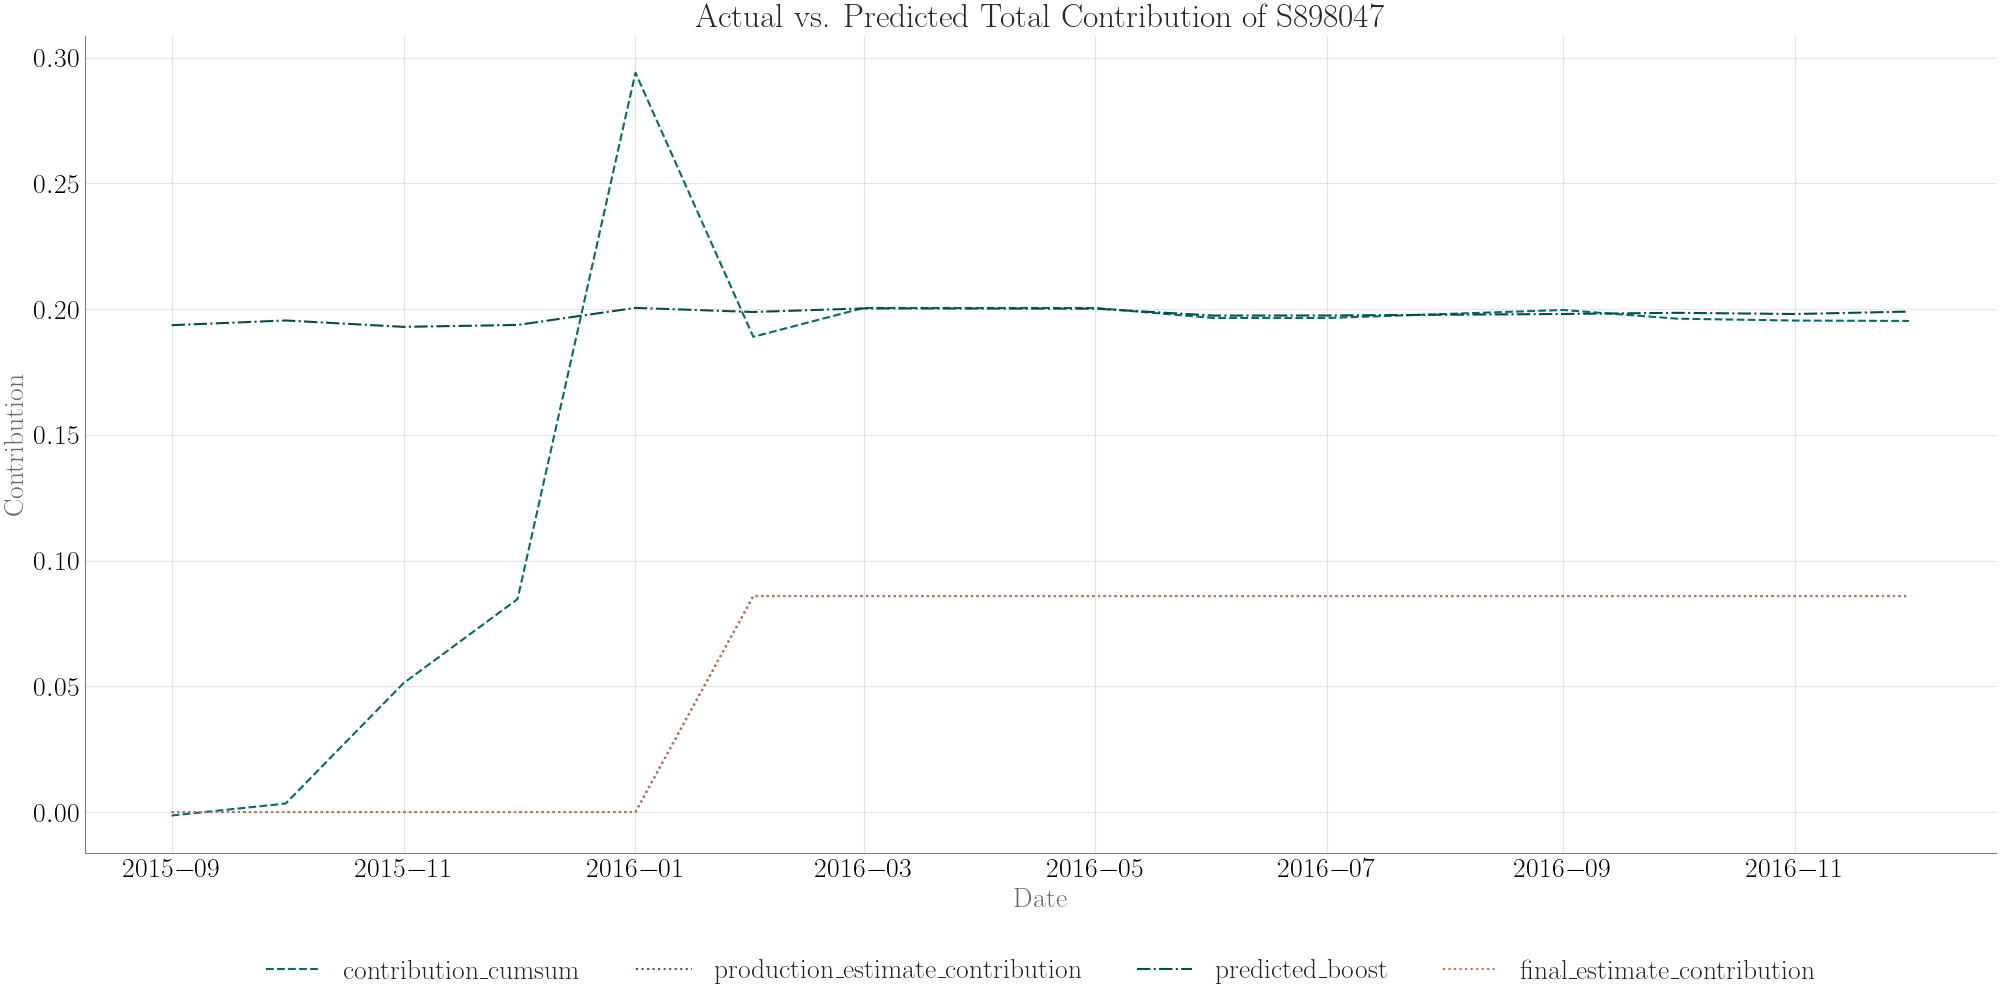 Actual vs. Predicted Total Contribution of S898047
0.30
0.25
0.20
0.15
0.10
0.05
0.00
Contribution
2015–09 2015–11 2016–01 2016–03 2016–05 2016–07 2016–09 2016–11
Date
contribution_cumsum production_estimate_contribution predicted_boost final_estimate_contribution